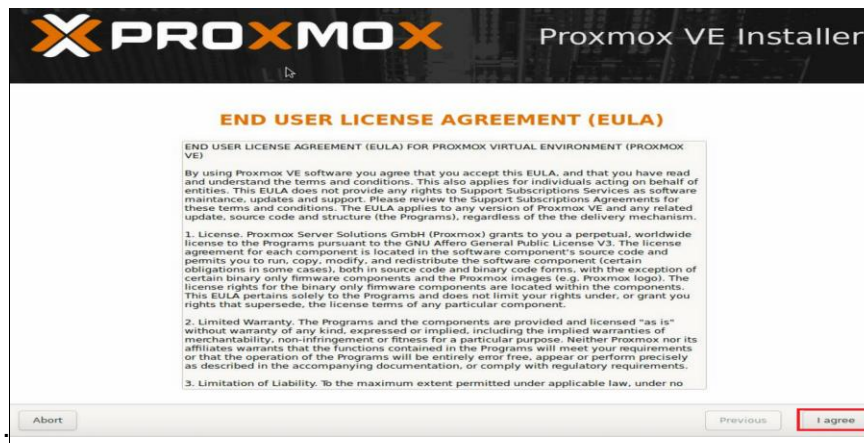 PROXMOX
Proxmox VE Installer
END USER LICENSE AGREEMENT (EULA)
END USER LICENSE AGREEMENT (EULA) FOR PROXMOX VIRTUAL ENVIRONMENT (PROXMOX
VE)
By using Proxmox VE software you agree that you accept this EULA, and that you have read
and understand the terms and conditions. This also applies for individuals acting on behalf of
entities. This EULA does not provide any rights to Support Subscriptions Services as software
maintance, updates and support. Please review the Support Subscriptions Agreements for
these terms and conditions. The EULA applies to any version of Proxmox VE and any related
update, source code and structure (the Programs), regardless of the the delivery mechanism.
1. License. Proxmox Server Solutions GmbH (Proxmox) grants to you a perpetual, worldwide
license to the Programs pursuant to the GNU Affero General Public License V3. The license
agreement for each component is located in the software component's source code and
permits you to run, copy, modify, and redistribute the software component (certain
obligations in some cases), both in source code and binary code forms, with the exception of
certain binary only firmware components and the Proxmox images (e.g. Proxmox logo). The
license rights for the binary only firmware components are located within the components.
This EULA pertains solely to the Programs and does not limit your rights under, or grant you
rights that supersede, the license terms of any particular component.
2. Limited Warranty. The Programs and the components are provided and licensed "as is"
without warranty of any kind, expressed or implied, including the implied warranties of
merchantability, non-infringement or fitness for a particular purpose. Neither Proxmox nor its
affiliates warrants that the functions contained in the Programs will meet your requirements
or that the operation of the Programs will be entirely error free, appear or perform precisely
as described in the accompanying documentation, or comply with regulatory requirements.
3. Limitation of Liability. To the maximum extent permitted under applicable law, under no
Abort
Previous
I agree
.